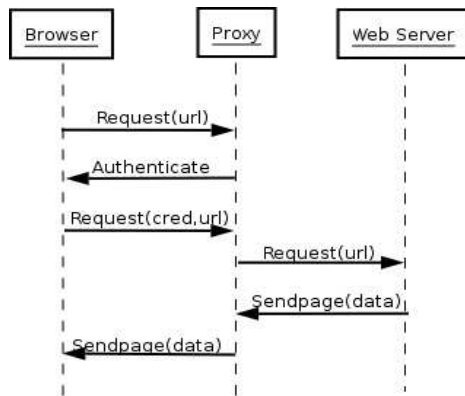 Browser
Proxy
Web Server
Request(url)
Authenticate
Request(cred,url)
Request(url)
Sendpage(data)
Sendpage(data)